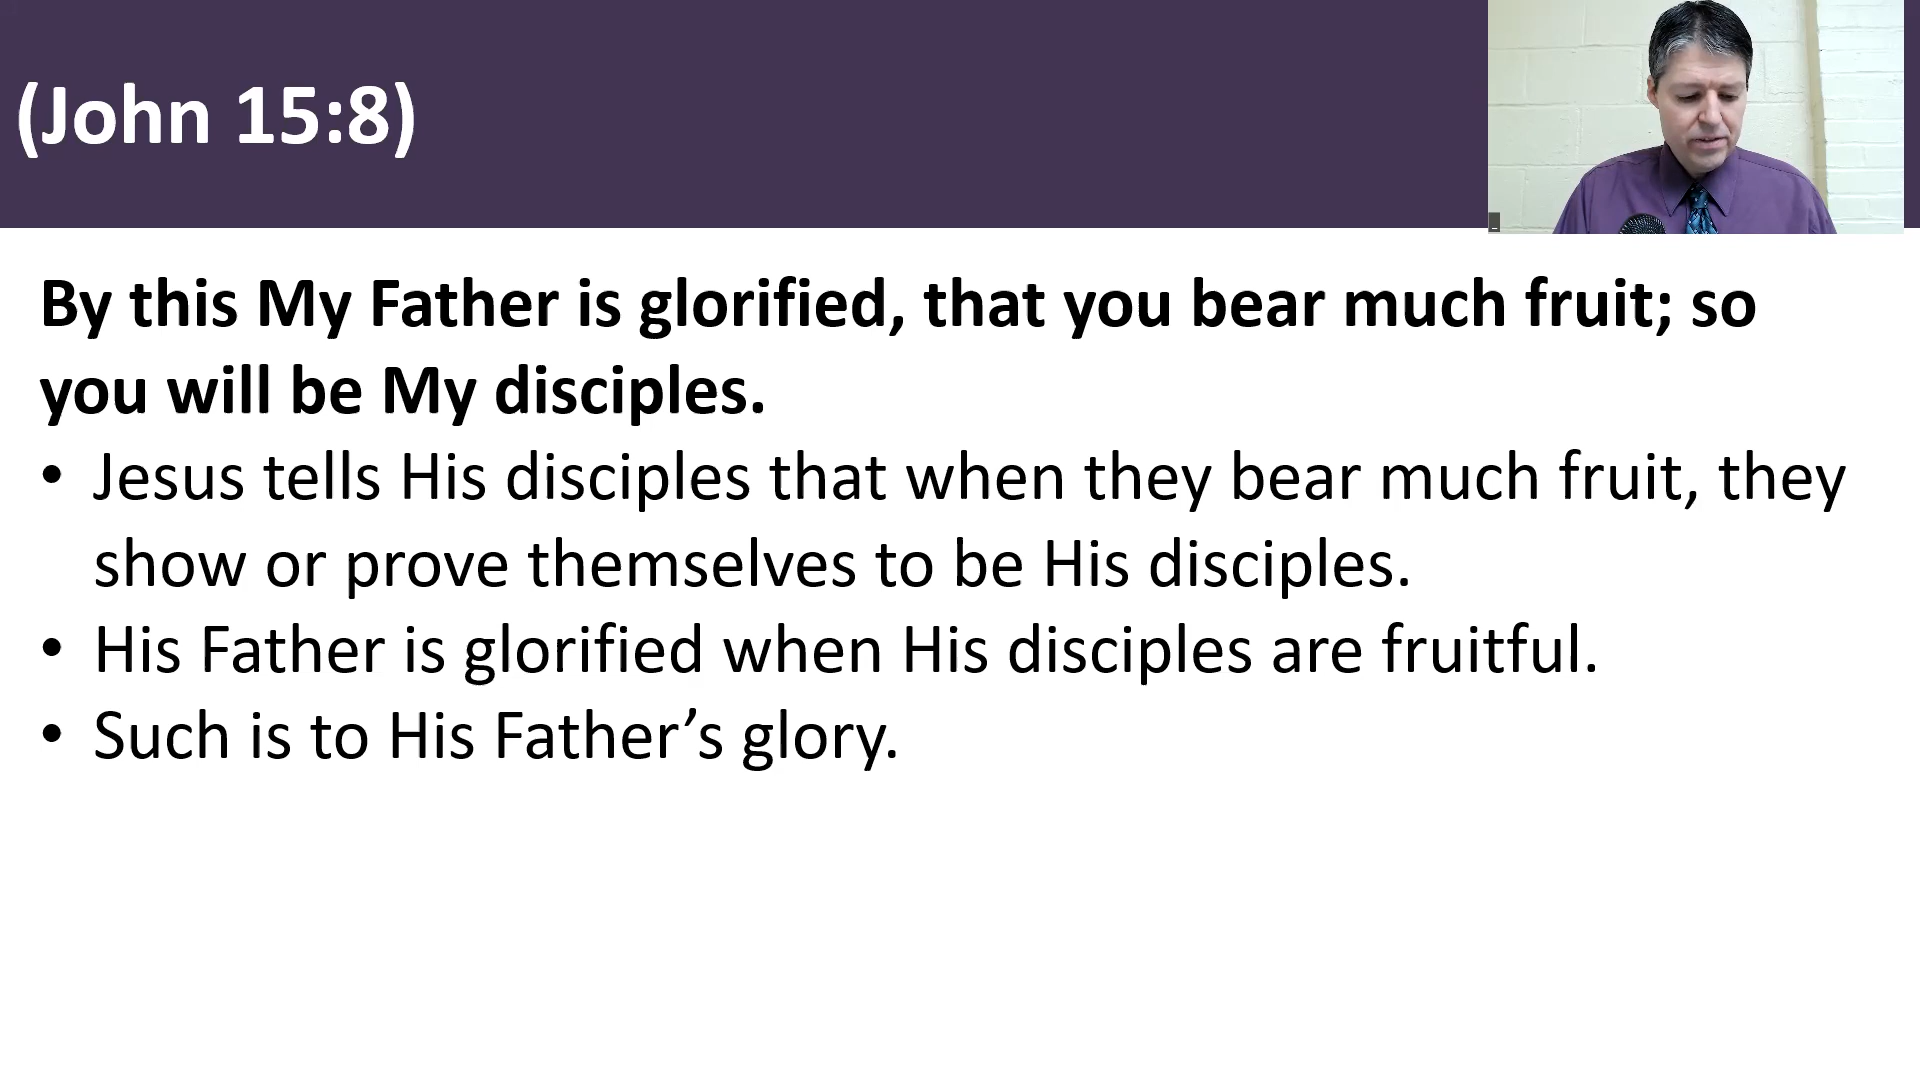 (John 15:8)
By this My Father is glorified, that you bear much fruit; so
you will be My disciples.
• Jesus tells His disciples that when they bear much fruit, they
show or prove themselves to be His disciples.
• His Father is glorified when His disciples are fruitful.
• Such is to His Father’s glory.